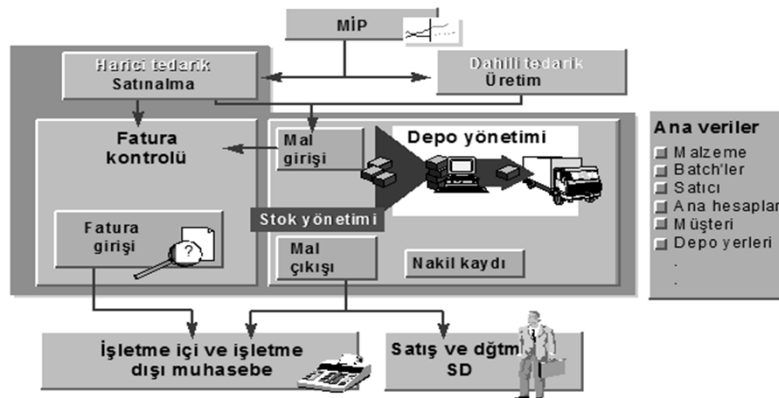 MİP
Harici tedarik
Satınalma
Dahili tedarik
Üretim
Fatura
kontrolü
Mal
girişi
Depo yönetimi
Stok yönetimi
Fatura
girişi
?
Mal
çıkışı
Nakil kaydı
İşletme içi ve işletme
dışı muhasebe
Satış ve dğtm
SD
Ana veriler
Malzeme
Batch'ler
Satıcı
Ana hesaplar
Müşteri
Depo yerleri
.
.